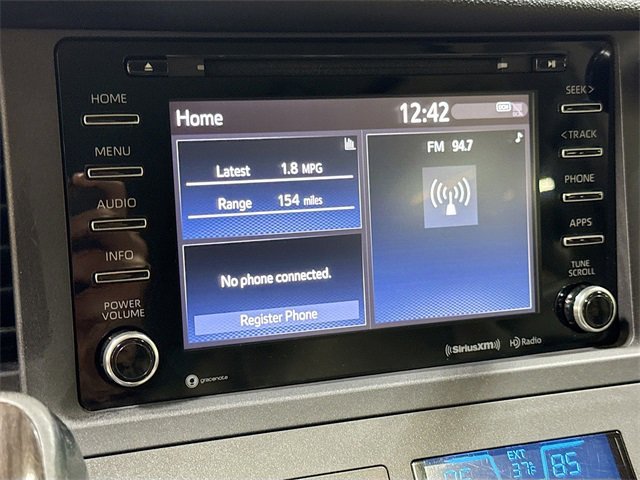 HOME
MENU
AUDIO
INFO
POWER
VOLUME
Home 12:42
Latest 1.8 MPG
Range 154 miles
FM 94.7
No phone connected.
Register Phone
SEEK >
< TRACK
PHONE
APPS
TUNE
SCROLL
gracenote
((SiriusXM))
HD Radio
EXT
37°F
85